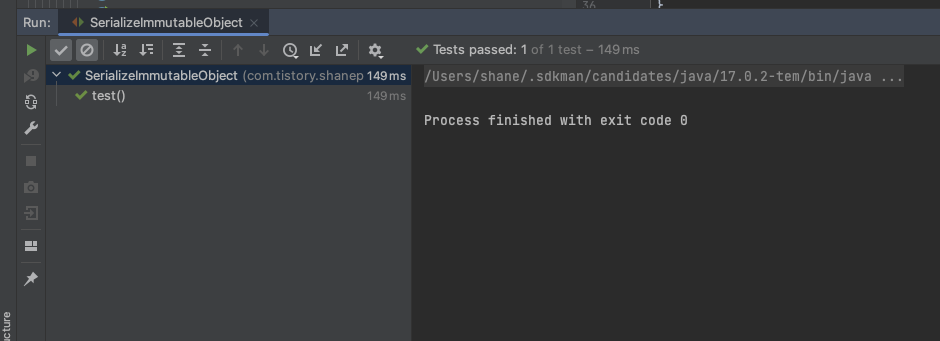 36 }
Run: SerializeImmutableObject ×
Tests passed: 1 of 1 test – 149 ms
SerializeImmutableObject (com.tistory.shanep 149 ms
/Users/shane/.sdkman/candidates/java/17.0.2-tem/bin/java ...
test() 149 ms
Process finished with exit code 0
ucture